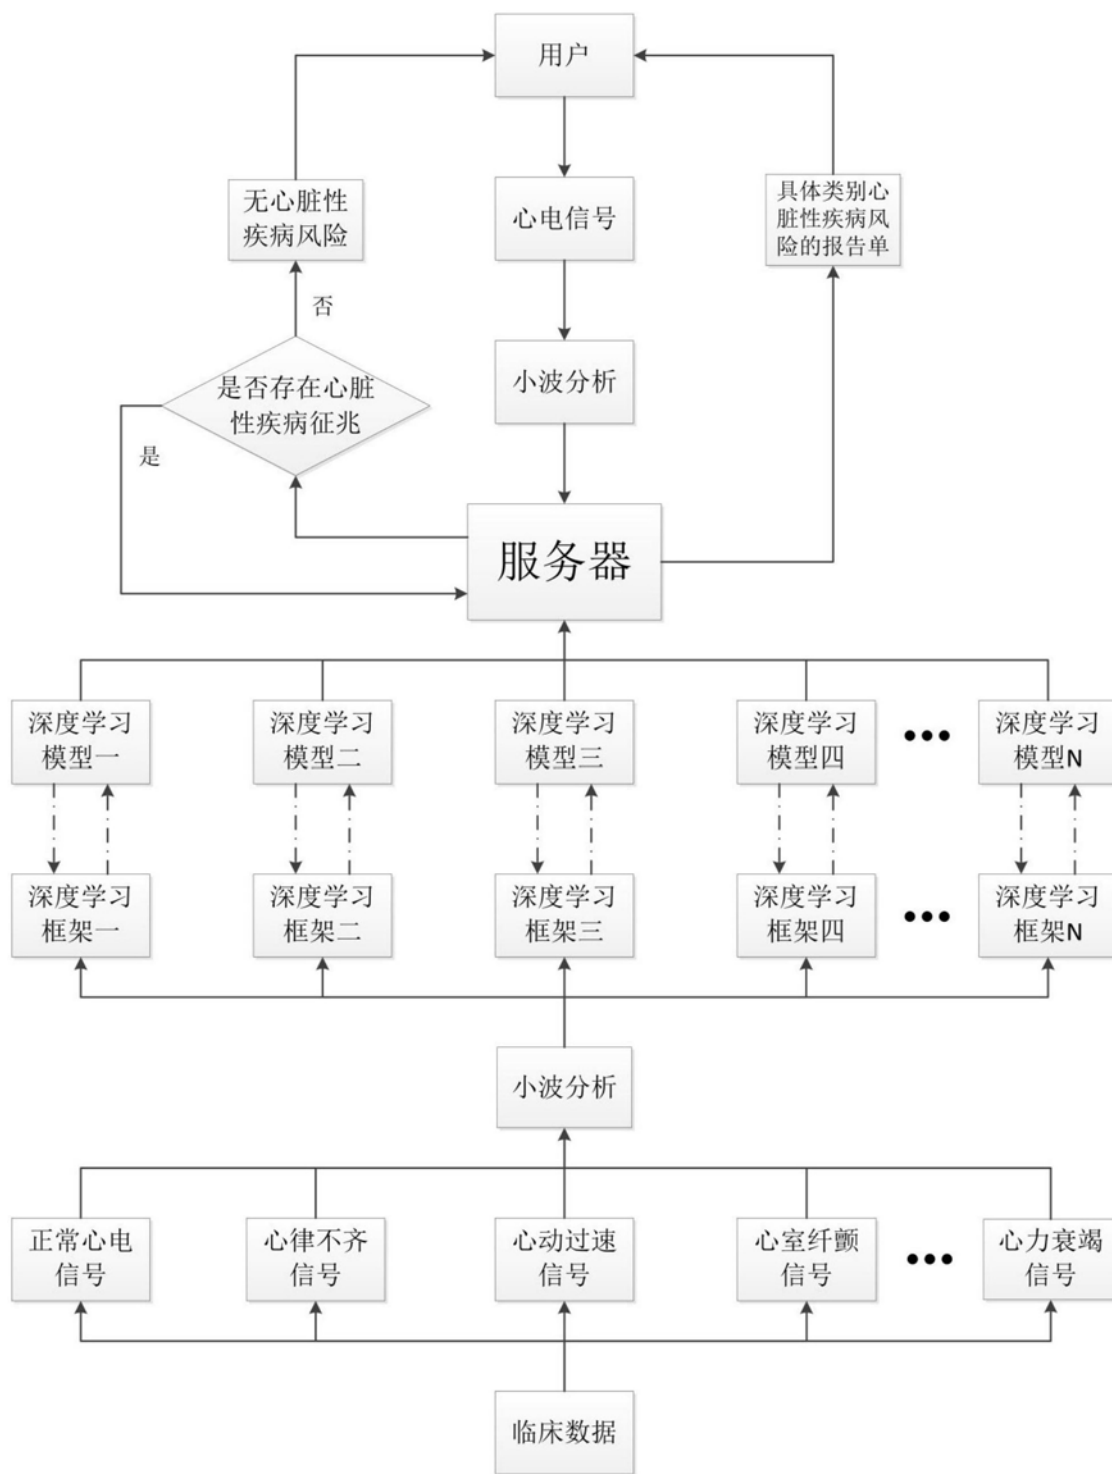 用户
无心脏性
疾病风险
心电信号
具体类别心
脏性疾病风
险的报告单
否
是否存在心脏
性疾病征兆
小波分析
是
服务器
深度学习
模型一
深度学习
模型二
深度学习
模型三
深度学习
模型四
•••
深度学习
模型N
深度学习
框架一
深度学习
框架二
深度学习
框架三
深度学习
框架四
•••
深度学习
框架N
小波分析
正常心电
信号
心律不齐
信号
心动过速
信号
心室纤颤
信号
•••
心力衰竭
信号
临床数据